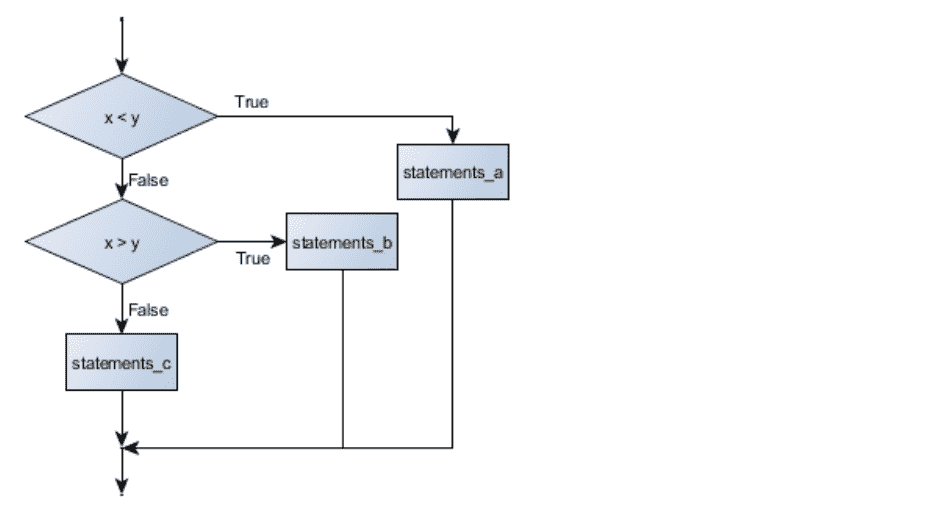 True
x < y
statements_a
False
x > y
statements_b
True
False
statements_c